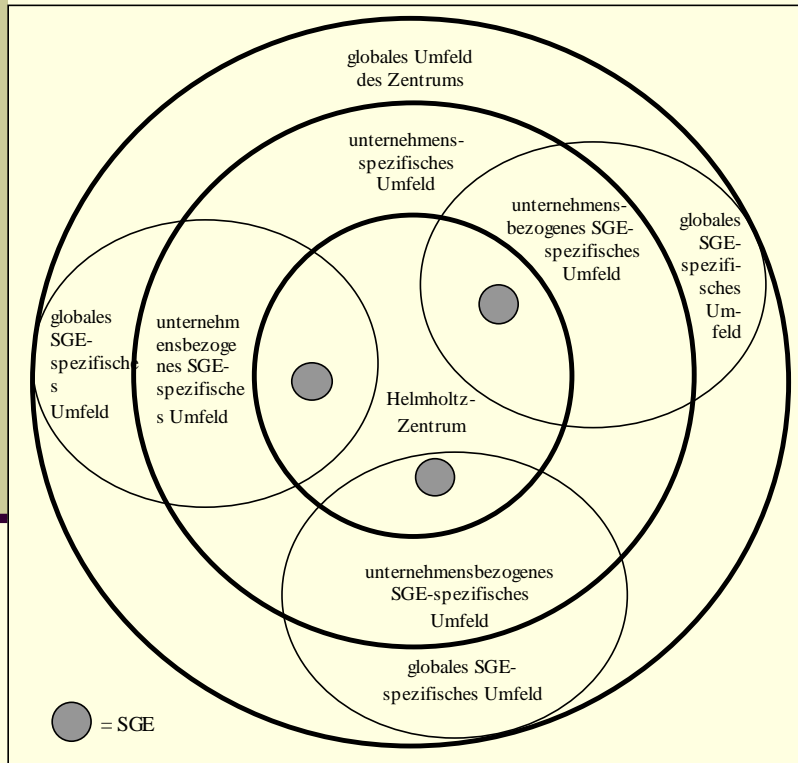 globales Umfeld
des Zentrums
unternehmens-
spezifisches
Umfeld
unternehmens-
bezogenes SGE-
spezifisches
Umfeld
globales
SGE-
spezifi-
sches
Um-
feld
globales
SGE-
spezifische
s
Umfeld
unternehm
ensbezoge
nes SGE-
spezifische
s Umfeld
Helmholtz-
Zentrum
unternehmensbezogenes
SGE-spezifisches
Umfeld
globales SGE-
spezifisches Umfeld
= SGE